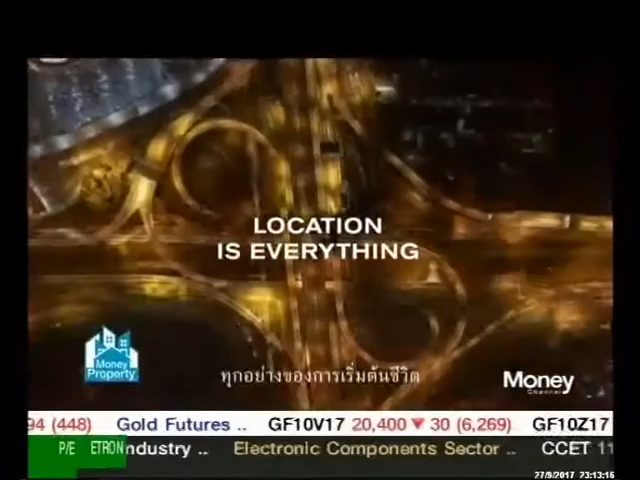 LOCATION
IS EVERYTHING
Money
Property
ทุกอย่างของการเริ่มต้นชีวิต
Money
Channel
94 (448) Gold Futures .. GF10V17 20,400 ▼ 30 (6,269) GF10Z17
P/E ETRON ndustry .. Electronic Components Sector .. CCET 11
27/9/2017 23:13:16